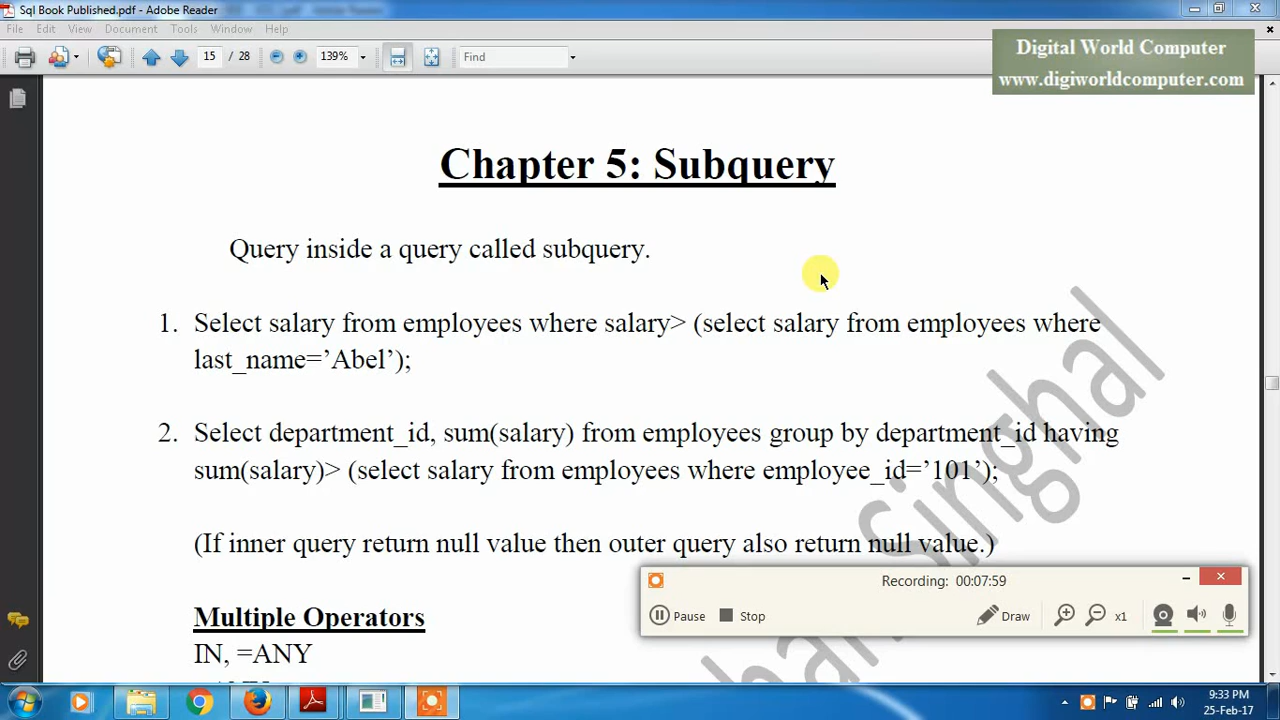 Sql Book Published.pdf - Adobe Reader
File Edit View Document Tools Window Help
15 / 28 139% Find
Digital World Computer
www.digiworldcomputer.com
Chapter 5: Subquery
Query inside a query called subquery.
1. Select salary from employees where salary> (select salary from employees where
last_name=’Abel’);
2. Select department_id, sum(salary) from employees group by department_id having
sum(salary)> (select salary from employees where employee_id=’101’);
(If inner query return null value then outer query also return null value.)
Singhal
Recording: 00:07:59
Pause Stop Draw x1
Multiple Operators
IN, =ANY
9:33 PM
25-Feb-17